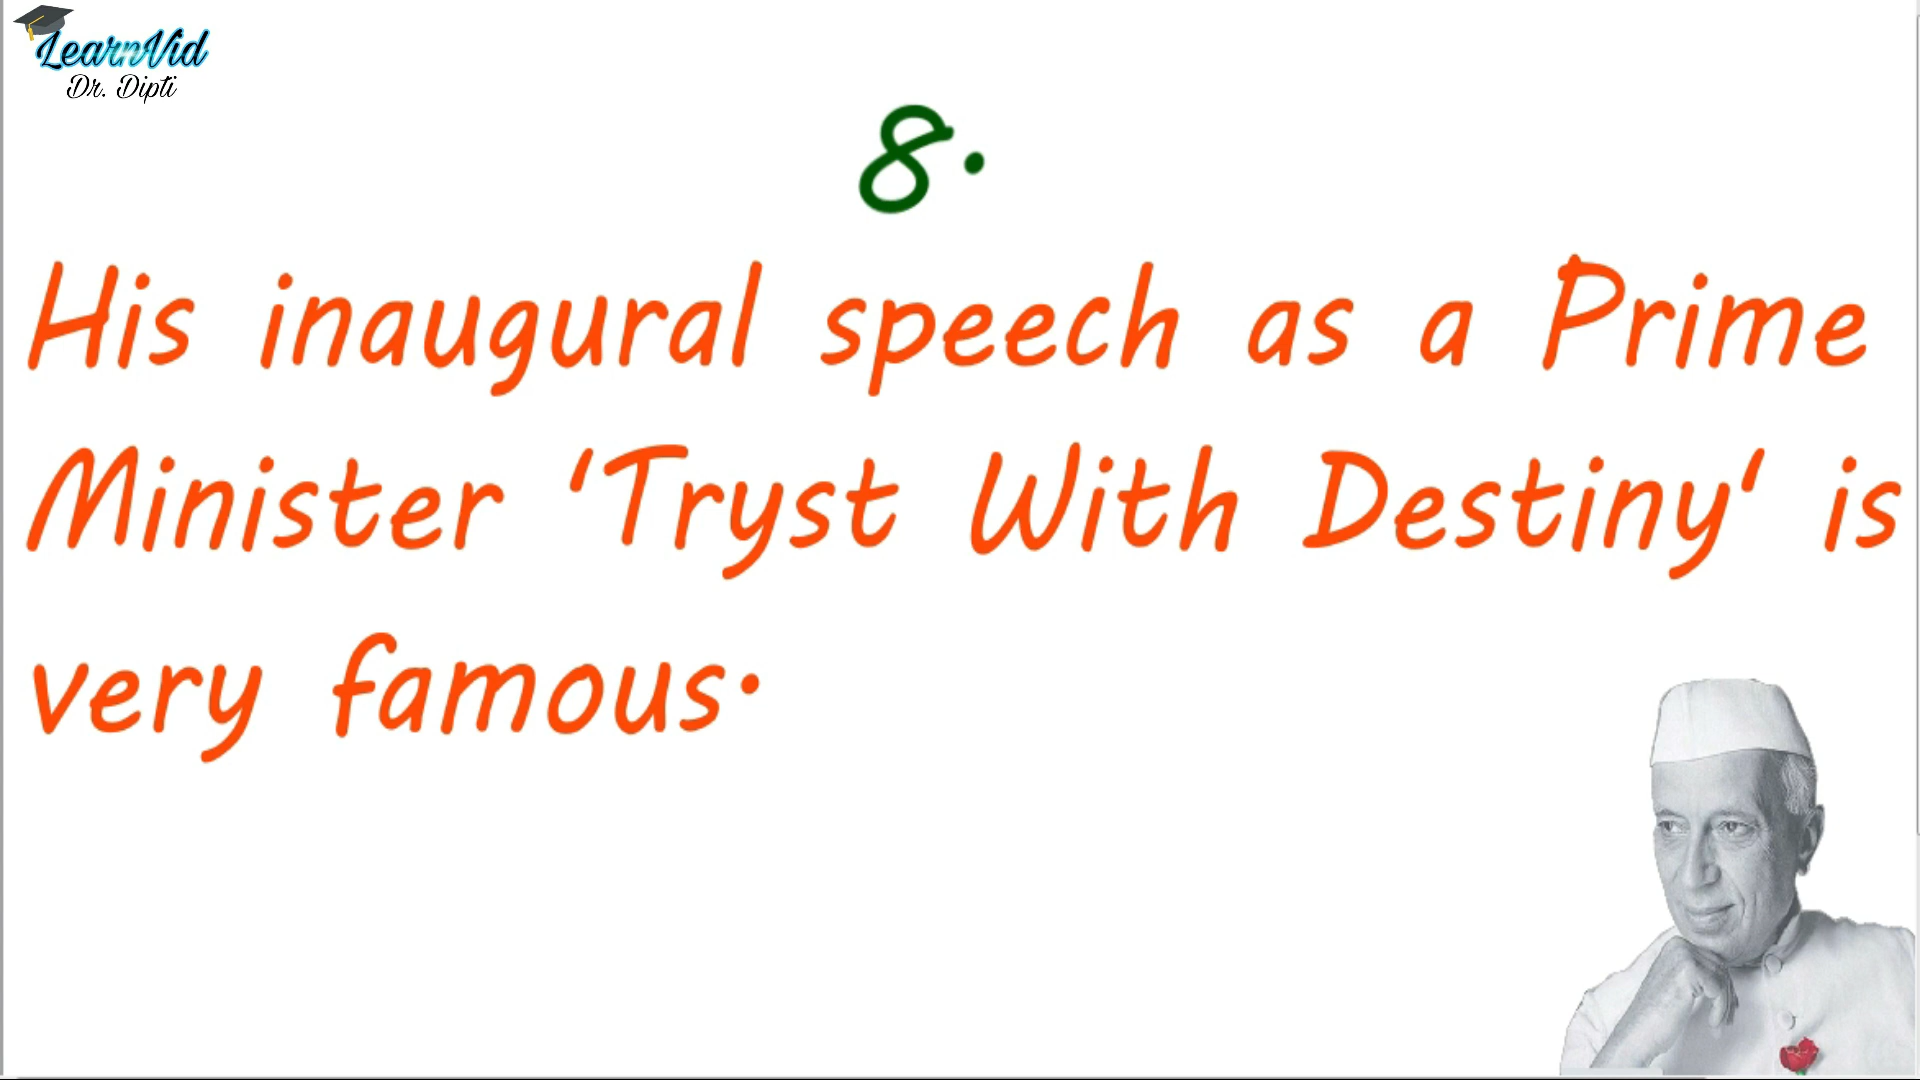 LearnVid
Dr. Dipti
8.
His inaugural speech as a Prime
Minister 'Tryst With Destiny' is
very famous.